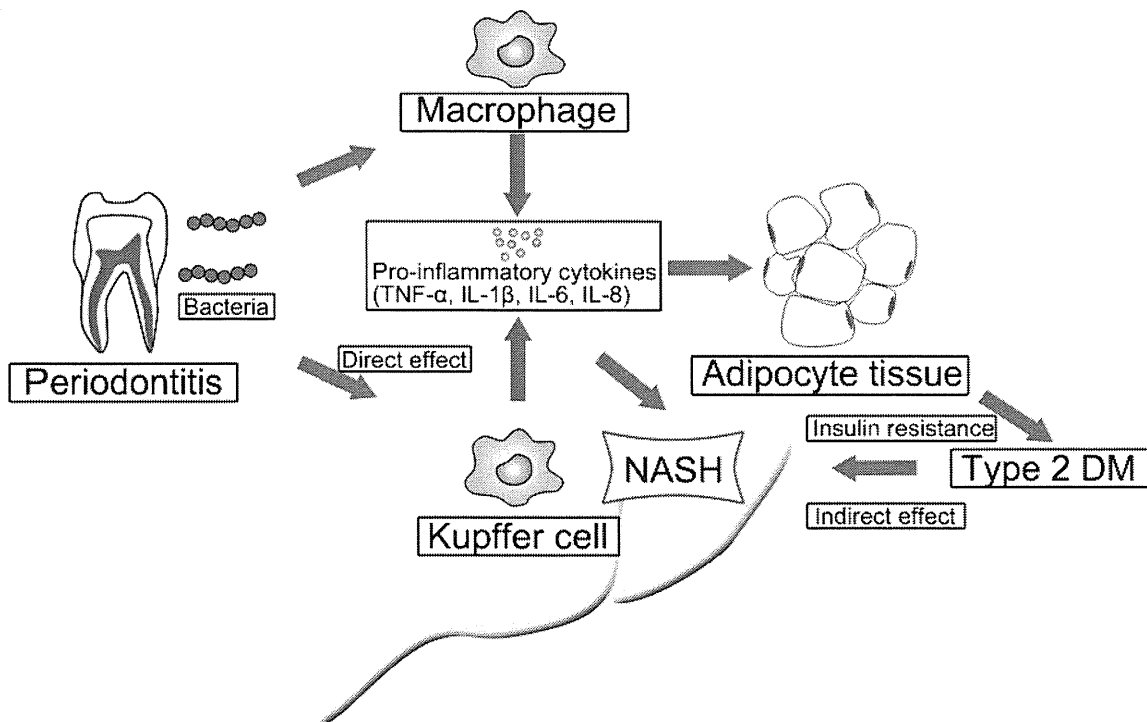 Macrophage
Pro-inflammatory cytokines
(TNF-α, IL-1β, IL-6, IL-8)
Bacteria
Periodontitis
Direct effect
Adipocyte tissue
Insulin resistance
Type 2 DM
NASH
Indirect effect
Kupffer cell